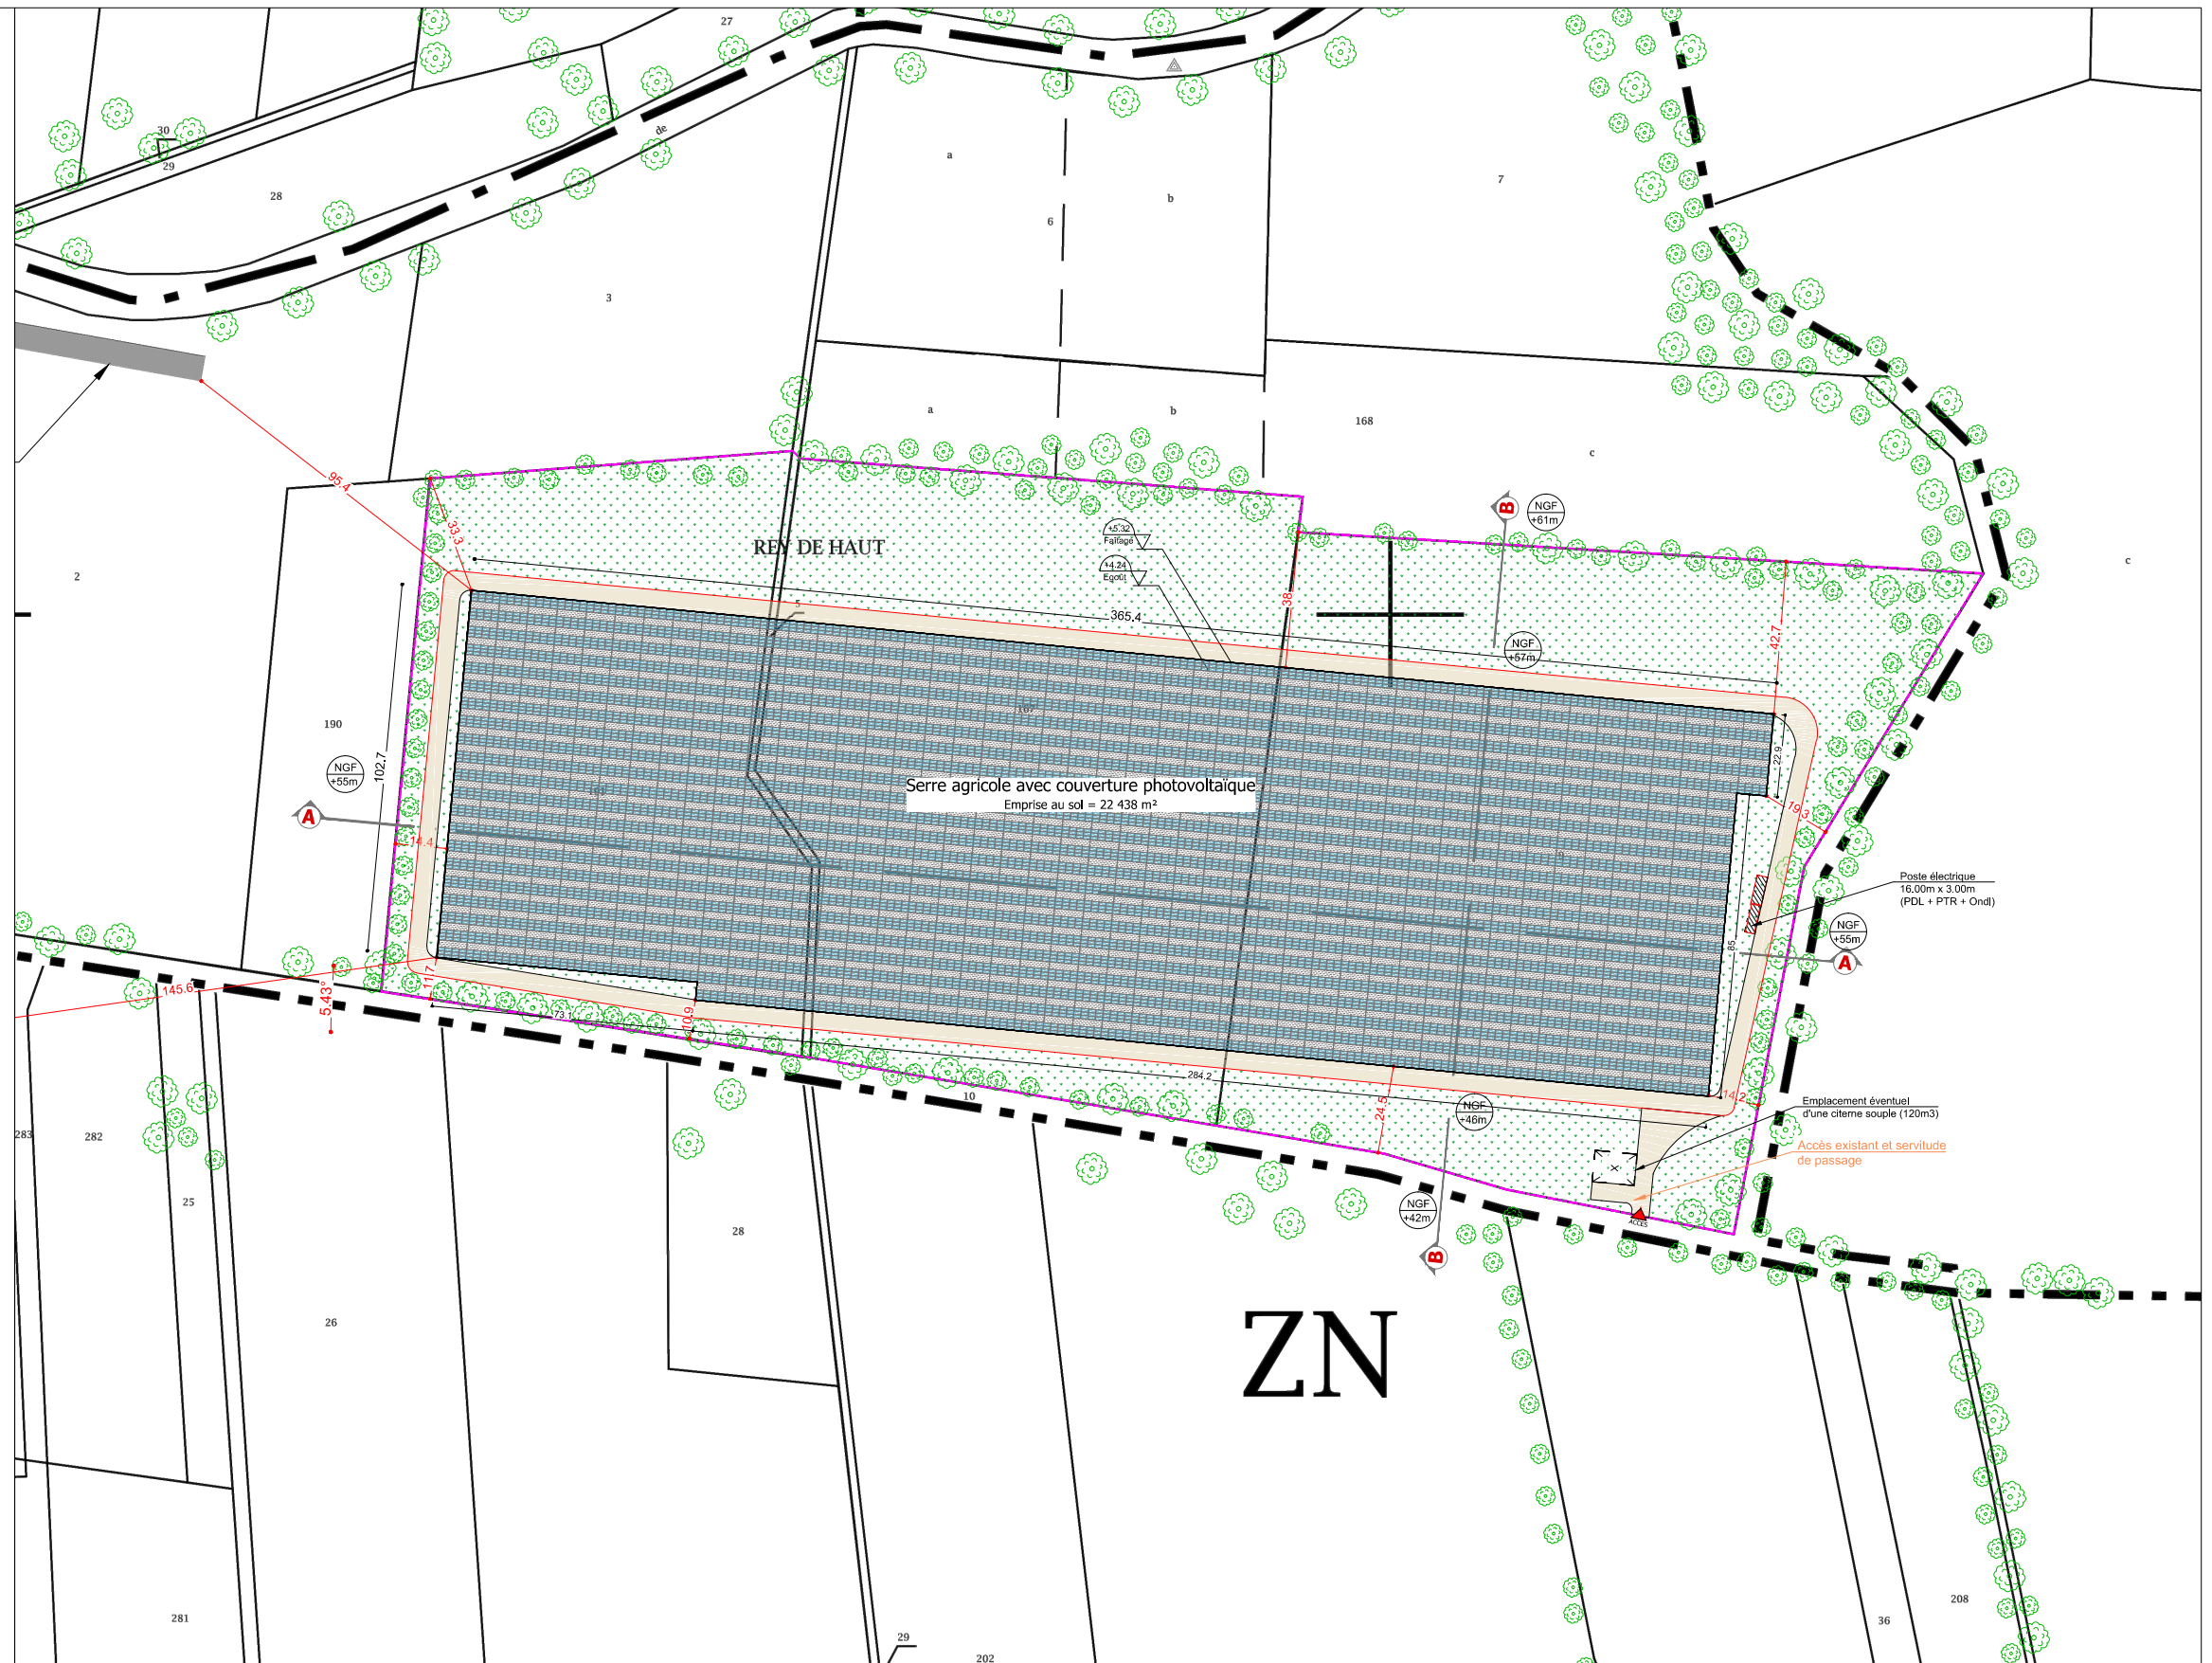 27
30
29
28
de
a
b
6
7
3
a
b
168
c
c
2
95.4
33.3
REY DE HAUT
+5.32
Faîtage
+4.24
Egoût
B
NGF
+61m
365.4
38
NGF
+57m
42.7
5
190
102.7
NGF
+55m
A
14.4
Serre agricole avec couverture photovoltaïque
Emprise au sol = 22 438 m²
22.9
19.3
Poste électrique
16,00m x 3.00m
(PDL + PTR + Ondl)
NGF
+55m
A
85
145.6
5.43°
11.7
73.1
10.9
284.2
10
24.5
NGF
+46m
14.2
Emplacement éventuel
d'une citerne souple (120m3)
Accès existant et servitude
de passage
X
ACCES
NGF
+42m
B
283
282
25
28
26
ZN
281
29
202
36
208